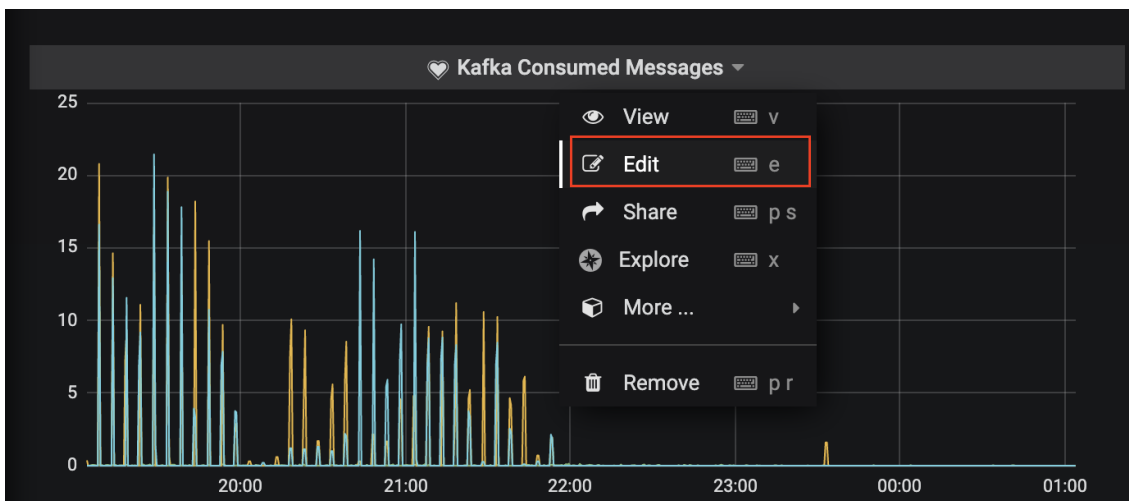 Kafka Consumed Messages
25
View v
20
Edit e
Share p s
15
Explore x
10
More ...
5
Remove p r
0
20:00 21:00 22:00 23:00 00:00 01:00